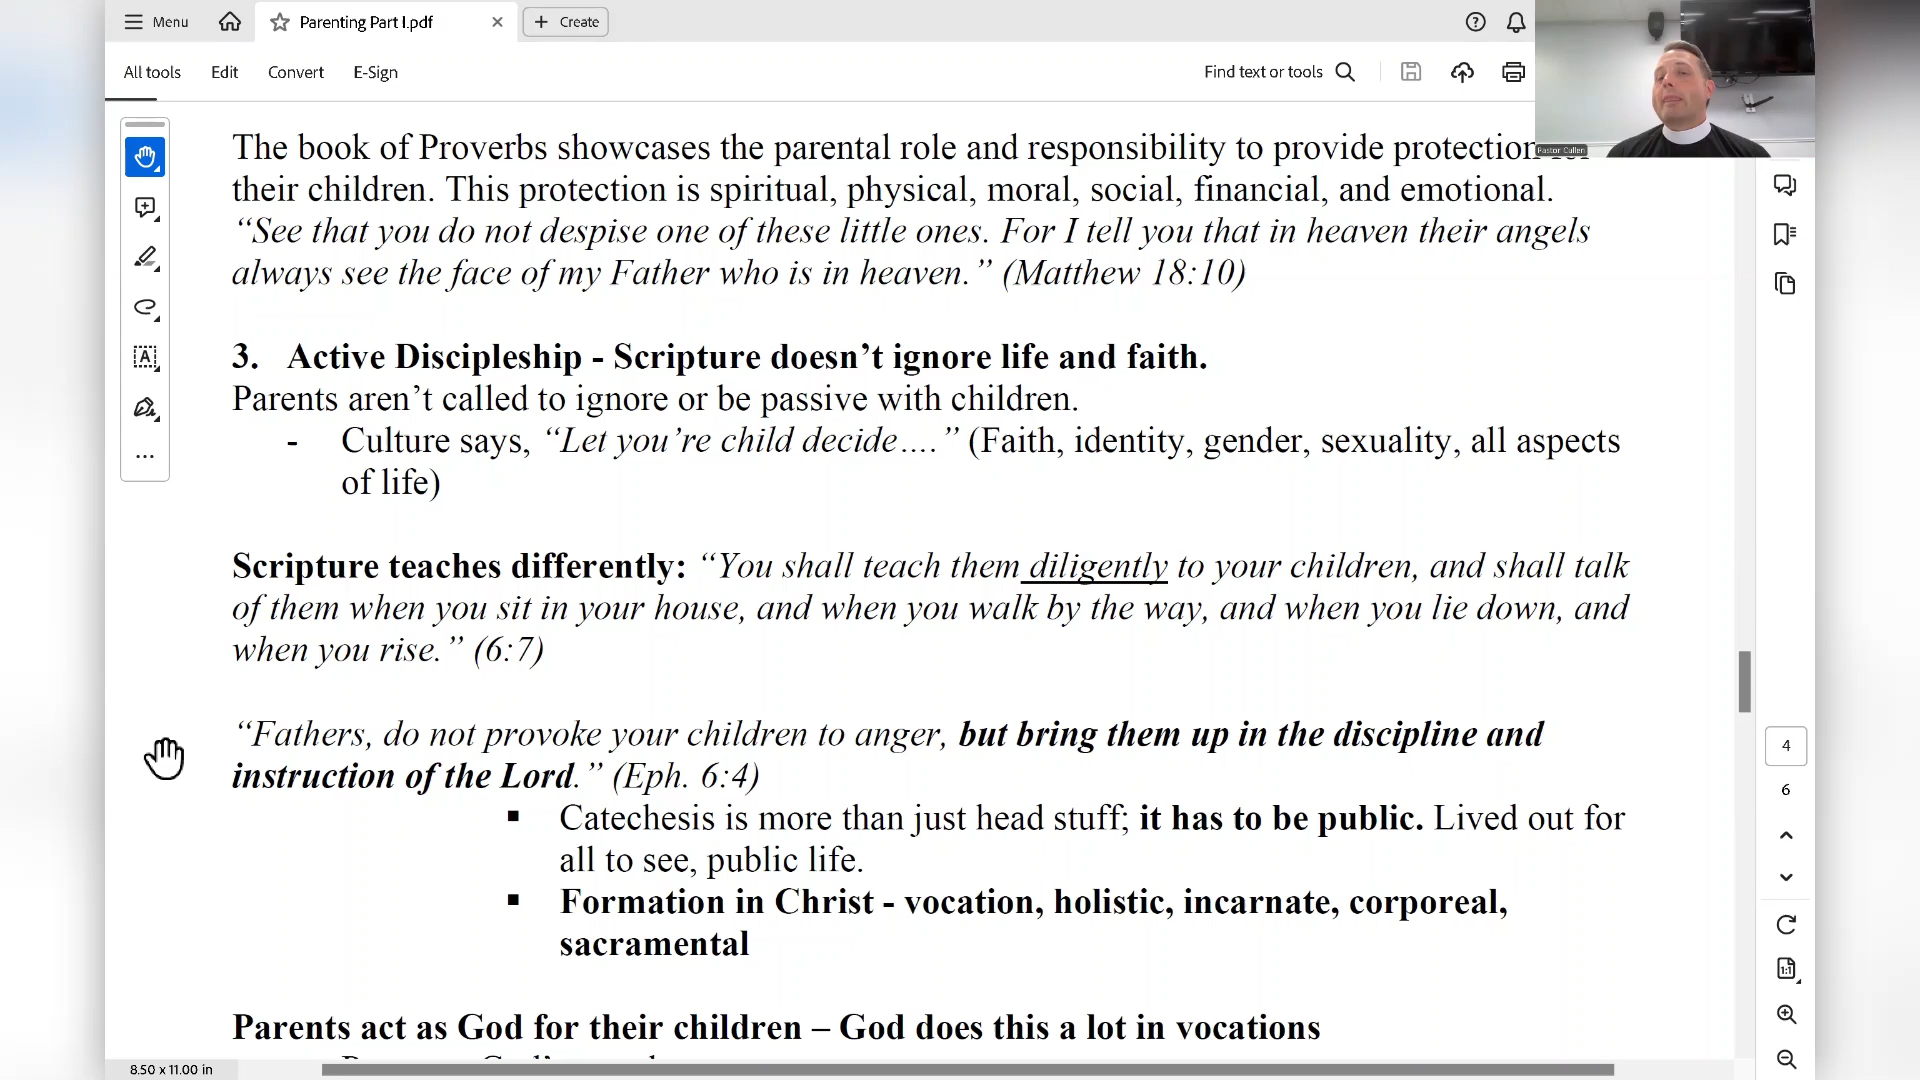 Menu
Parenting Part I.pdf
Create
All tools
Edit
Convert
E-Sign
Find text or tools
Pastor Cullen
The book of Proverbs showcases the parental role and responsibility to provide protection for
their children. This protection is spiritual, physical, moral, social, financial, and emotional.
“See that you do not despise one of these little ones. For I tell you that in heaven their angels
always see the face of my Father who is in heaven.” (Matthew 18:10)
3. Active Discipleship - Scripture doesn’t ignore life and faith.
Parents aren’t called to ignore or be passive with children.
- Culture says, “Let you’re child decide….” (Faith, identity, gender, sexuality, all aspects
of life)
Scripture teaches differently: “You shall teach them diligently to your children, and shall talk
of them when you sit in your house, and when you walk by the way, and when you lie down, and
when you rise.” (6:7)
“Fathers, do not provoke your children to anger, but bring them up in the discipline and
instruction of the Lord.” (Eph. 6:4)
▪ Catechesis is more than just head stuff; it has to be public. Lived out for
all to see, public life.
▪ Formation in Christ - vocation, holistic, incarnate, corporeal,
sacramental
Parents act as God for their children – God does this a lot in vocations
4
6
8.50 x 11.00 in